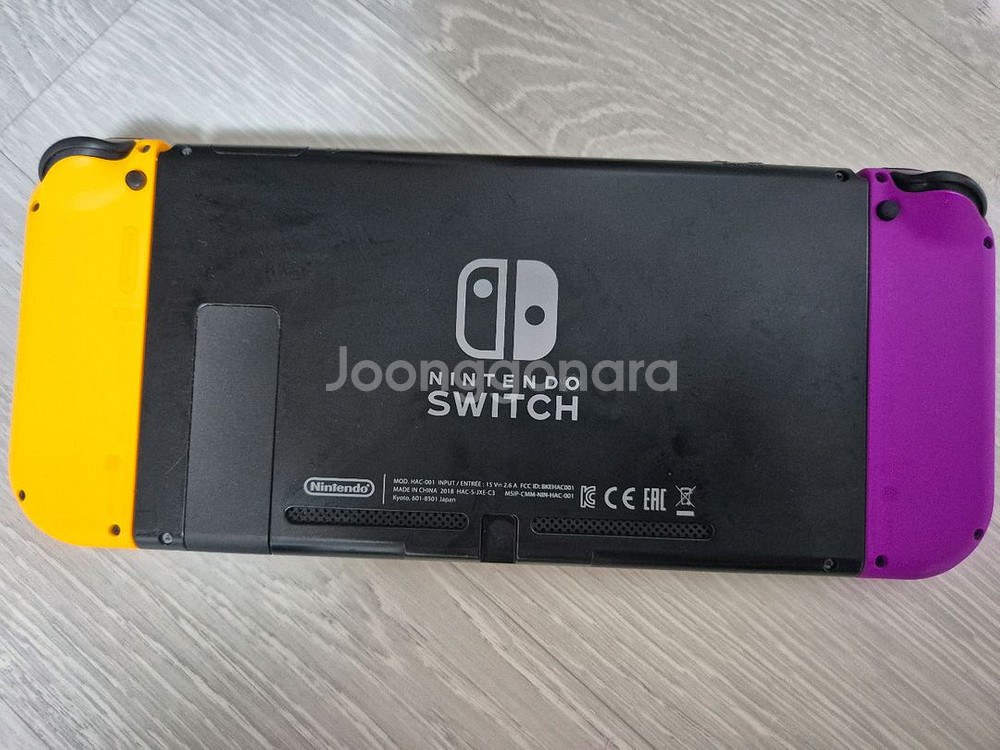 NINTENDO
Joonggonara
SWITCH
Nintendo
MOD. HAC-001 INPUT / ENTRÉE : 15 V⎓ 2.6 A FCC ID: BKEHAC001
MADE IN CHINA 2018 HAC-S-JXE-C3 MSIP-CMM-NIN-HAC-001
Kyoto, 601-8501 Japan
CE EAC